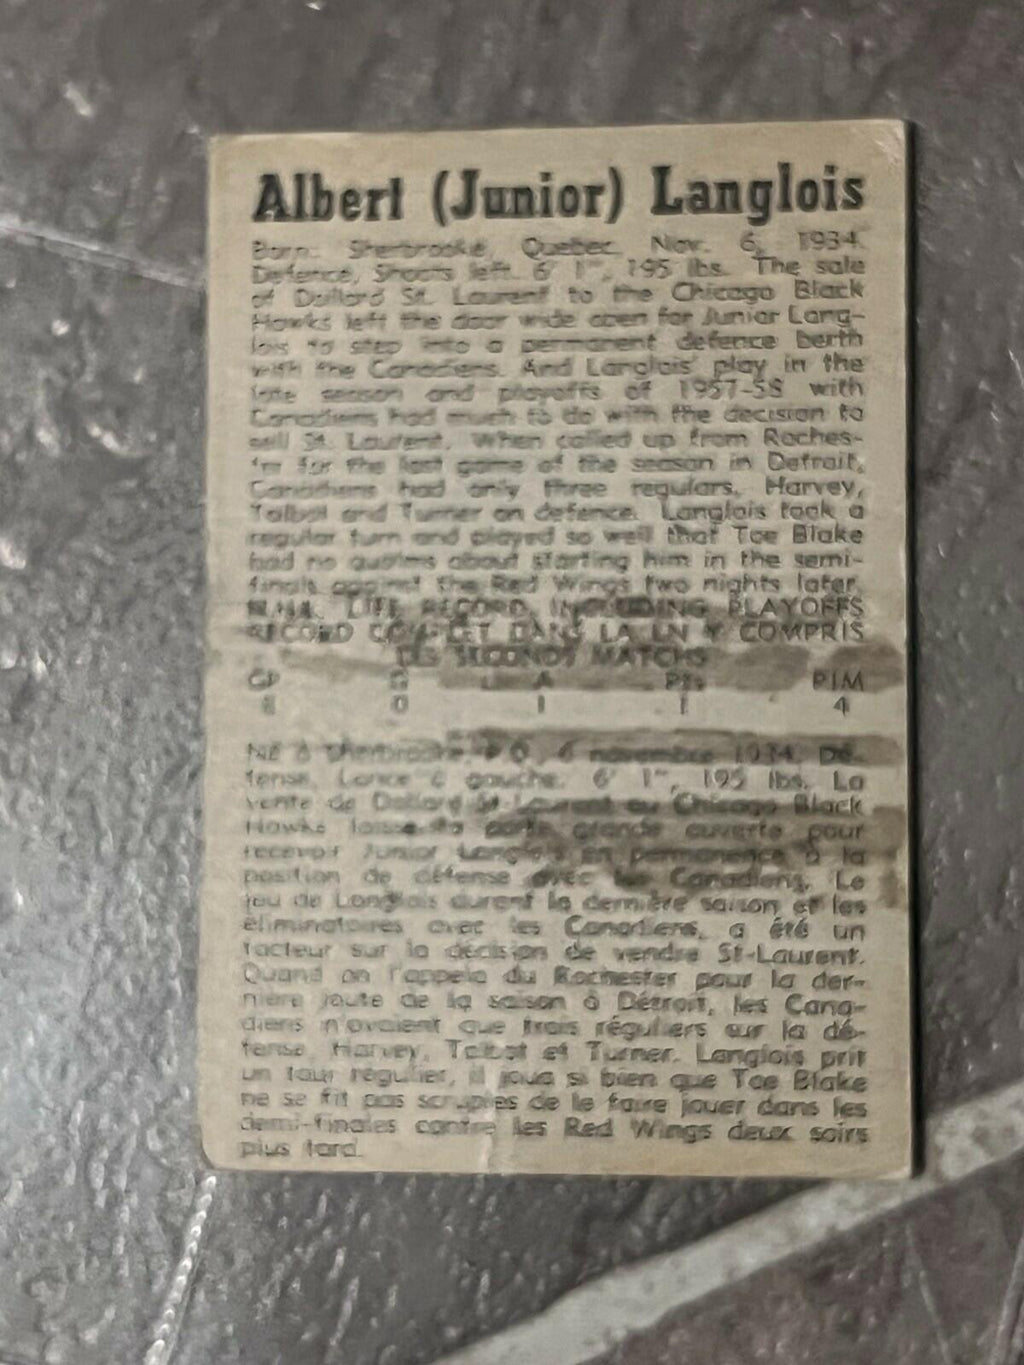 Albert (Junior) Langlois
Born: Sherbrooke, Quebec, Nov. 6, 1934.
Defence, Shoots left. 6' 1", 195 lbs. The sale
of Dollard St. Laurent to the Chicago Black
Hawks left the door wide open for Junior Lang-
lois to step into a permanent defence berth
with the Canadiens. And Langlois' play in the
late season and playoffs of 1957-58 with
Canadiens had much to do with the decision to
sell St. Laurent. When called up from Roches-
for the last game of the season in Detroit,
Canadiens had only three regulars, Harvey,
Talbot and Turner on defence. Langlois took a
regular turn and played so well that Toe Blake
had no qualms about starting him in the semi-
finals against the Red Wings two nights later.
N.H.L. LIFE RECORD INCLUDING PLAYOFFS
RECORD COMPLET DANS LA LN Y COMPRIS
DES SECONDS MATCHS
GP G A Pts PIM
0 1 1 4
Né à Sherbrooke, P.Q., 6 novembre 1934. Dé-
fense, Lance à gauche. 6' 1", 195 lbs. La
vente de Dollard St-Laurent au Chicago Black
Hawks laisse la porte grande ouverte pour
recevoir Junior Langlois en permanence à la
position de défense avec les Canadiens. Le
jeu de Langlois durant la dernière saison et les
éliminatoires avec les Canadiens, a été un
facteur sur la décision de vendre St-Laurent.
Quand on l'appela du Rochester pour la der-
nière joute de la saison à Détroit, les Cana-
diens n'avaient que trois réguliers sur la dé-
fense, Harvey, Talbot et Turner. Langlois prit
un tour régulier, il joua si bien que Toe Blake
ne se fit pas scruples de le faire jouer dans les
demi-finales contre les Red Wings deux soirs
plus tard.